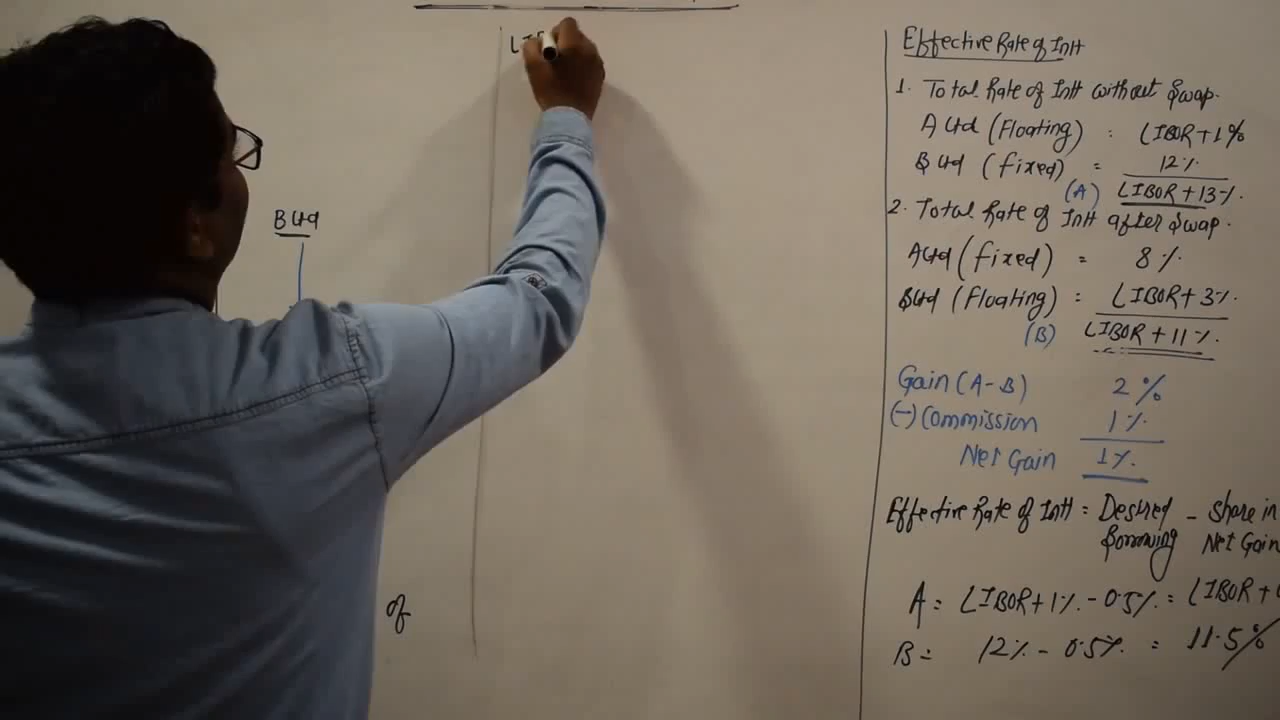 B Ltd
of
LIB
Effective Rate of Intt
1. Total Rate of Intt without Swap.
A Ltd (Floating) : LIBOR + 1%
B Ltd (fixed) = 12%
(A) LIBOR + 13%.
2. Total Rate of Intt after Swap.
A Ltd (fixed) = 8%
B Ltd (Floating) = LIBOR + 3%.
(B) LIBOR + 11%
Gain (A-B) 2%
(-) Commission 1%
Net Gain 1%.
Effective Rate of Intt = Desired - Share in
Borrowing Net Gain
A = LIBOR + 1% - 0.5% = LIBOR +
B = 12% - 0.5% = 11.5%